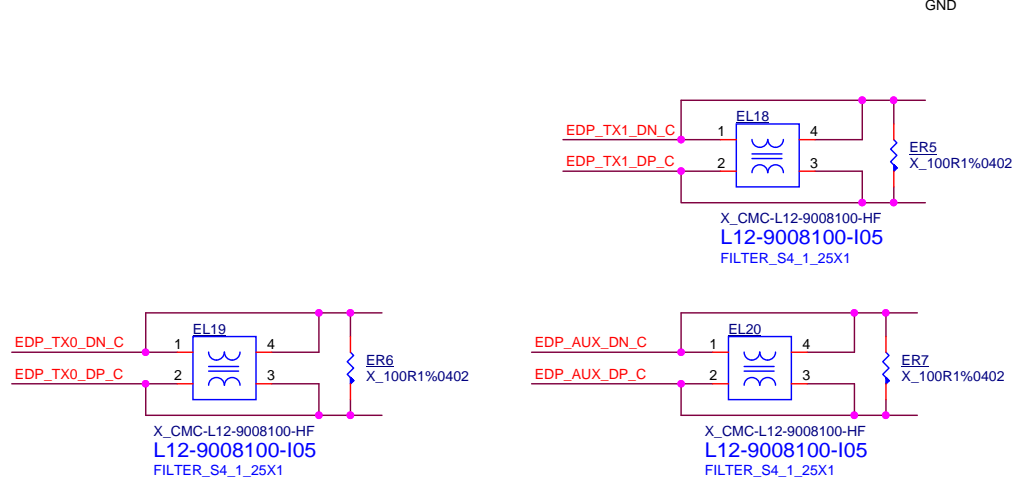 GND
EL18
EDP_TX1_DN_C
1
4
EDP_TX1_DP_C
2
3
ER5
X_100R1%0402
X_CMC-L12-9008100-HF
L12-9008100-I05
FILTER_S4_1_25X1
EL19
EDP_TX0_DN_C
1
4
EDP_TX0_DP_C
2
3
ER6
X_100R1%0402
X_CMC-L12-9008100-HF
L12-9008100-I05
FILTER_S4_1_25X1
EL20
EDP_AUX_DN_C
1
4
EDP_AUX_DP_C
2
3
ER7
X_100R1%0402
X_CMC-L12-9008100-HF
L12-9008100-I05
FILTER_S4_1_25X1